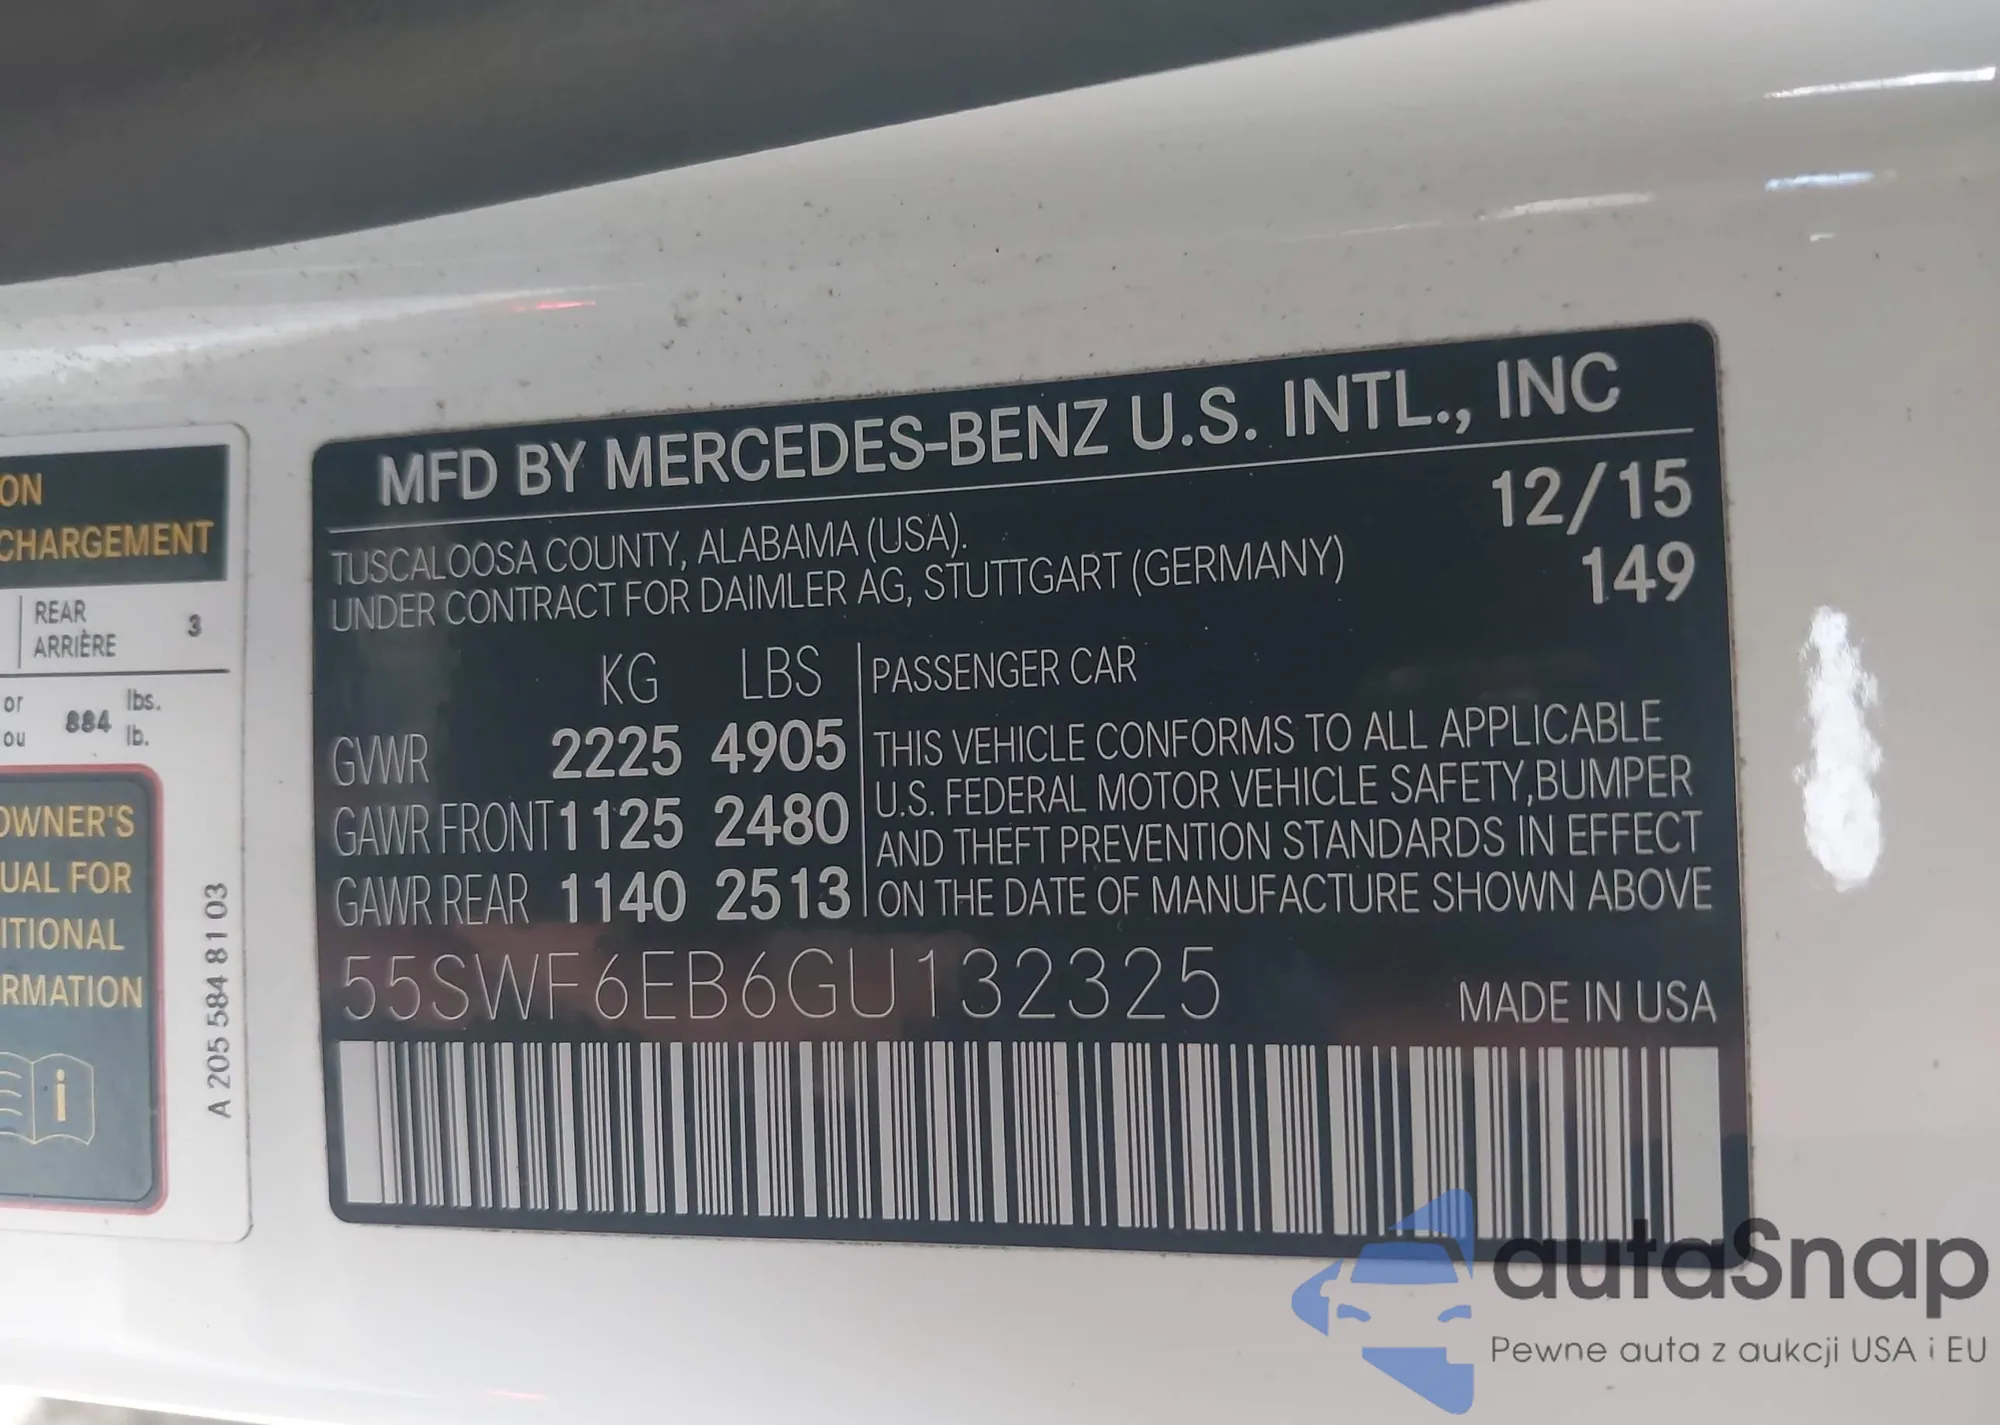 ON
CHARGEMENT
REAR
ARRIÈRE 3
or 884 lbs.
ou lb.
OWNER'S
UAL FOR
ITIONAL
RMATION
i
A 205 584 81 03
MFD BY MERCEDES-BENZ U.S. INTL., INC
12/15
TUSCALOOSA COUNTY, ALABAMA (USA).
UNDER CONTRACT FOR DAIMLER AG, STUTTGART (GERMANY)
149
KG LBS
GVWR 2225 4905
GAWR FRONT 1125 2480
GAWR REAR 1140 2513
PASSENGER CAR
THIS VEHICLE CONFORMS TO ALL APPLICABLE
U.S. FEDERAL MOTOR VEHICLE SAFETY,BUMPER
AND THEFT PREVENTION STANDARDS IN EFFECT
ON THE DATE OF MANUFACTURE SHOWN ABOVE
55SWF6EB6GU132325
MADE IN USA
autaSnap
Pewne auta z aukcji USA i EU